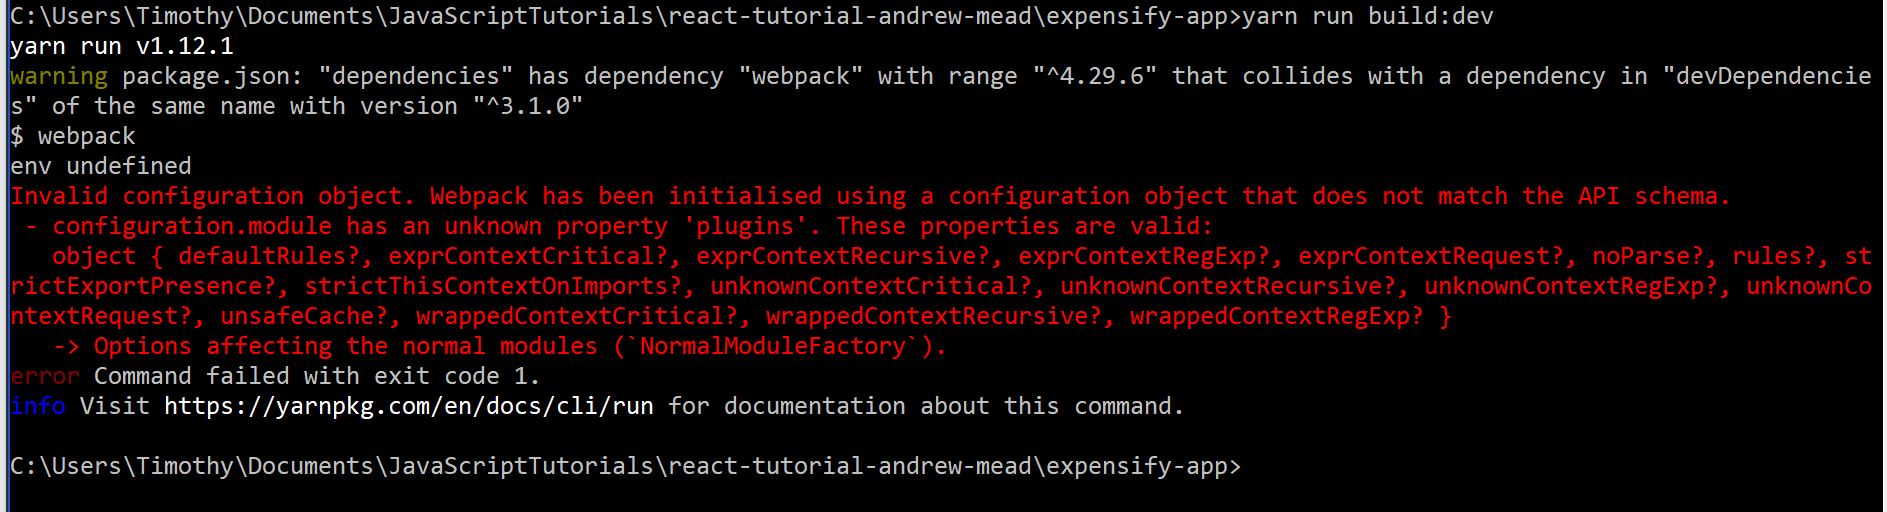 C:\Users\Timothy\Documents\JavaScriptTutorials\react-tutorial-andrew-mead\expensify-app>yarn run build:dev
yarn run v1.12.1
warning package.json: "dependencies" has dependency "webpack" with range "^4.29.6" that collides with a dependency in "devDependencie
s" of the same name with version "^3.1.0"
$ webpack
env undefined
Invalid configuration object. Webpack has been initialised using a configuration object that does not match the API schema.
 - configuration.module has an unknown property 'plugins'. These properties are valid:
   object { defaultRules?, exprContextCritical?, exprContextRecursive?, exprContextRegExp?, exprContextRequest?, noParse?, rules?, st
rictExportPresence?, strictThisContextOnImports?, unknownContextCritical?, unknownContextRecursive?, unknownContextRegExp?, unknownCo
ntextRequest?, unsafeCache?, wrappedContextCritical?, wrappedContextRecursive?, wrappedContextRegExp? }
   -> Options affecting the normal modules (`NormalModuleFactory`).
error Command failed with exit code 1.
info Visit https://yarnpkg.com/en/docs/cli/run for documentation about this command.
C:\Users\Timothy\Documents\JavaScriptTutorials\react-tutorial-andrew-mead\expensify-app>